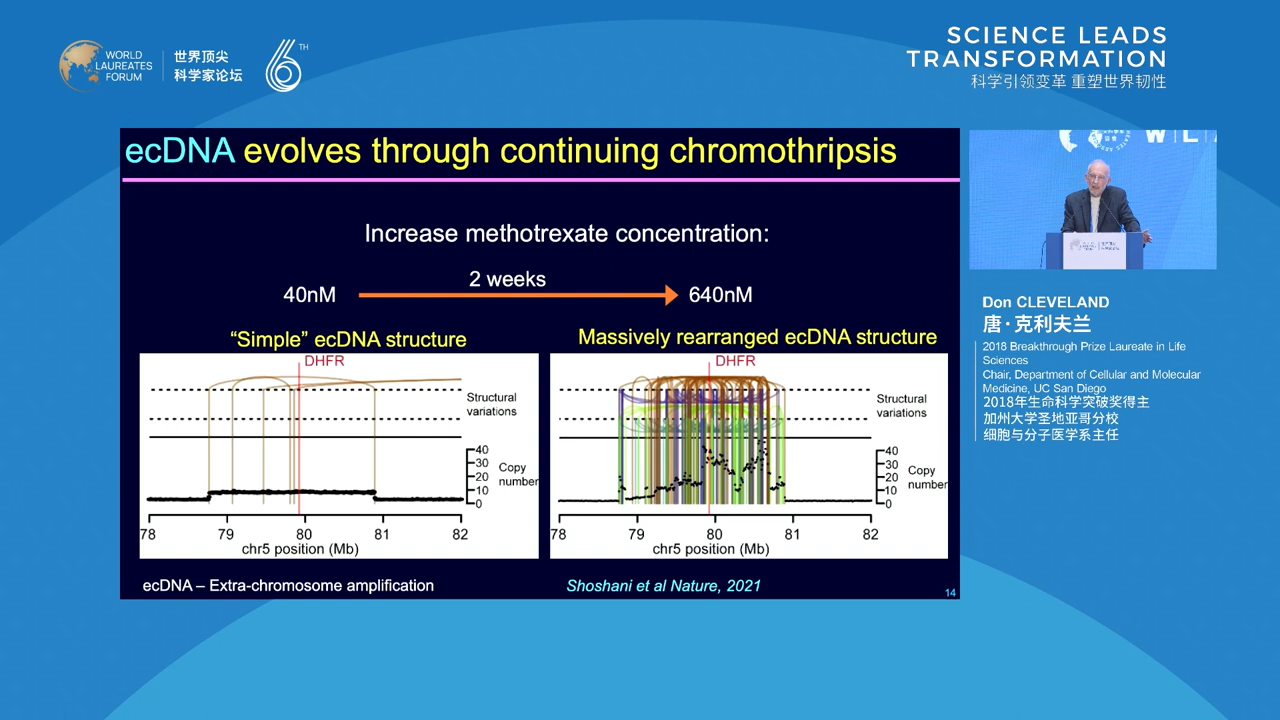 WORLD
LAUREATES
FORUM
世界顶尖
科学家论坛
6TH
SCIENCE LEADS
TRANSFORMATION
科学引领变革 重塑世界韧性
ecDNA evolves through continuing chromothripsis
Increase methotrexate concentration:
2 weeks
40nM 640nM
“Simple” ecDNA structure
DHFR
Structural
variations
40
30
20
10
0
Copy
number
78 79 80 81 82
chr5 position (Mb)
Massively rearranged ecDNA structure
DHFR
Structural
variations
40
30
20
10
0
Copy
number
78 79 80 81 82
chr5 position (Mb)
ecDNA – Extra-chromosome amplification
Shoshani et al Nature, 2021
14
Don CLEVELAND
唐·克利夫兰
2018 Breakthrough Prize Laureate in Life
Sciences
Chair, Department of Cellular and Molecular
Medicine, UC San Diego
2018年生命科学突破奖得主
加州大学圣地亚哥分校
细胞与分子医学系主任